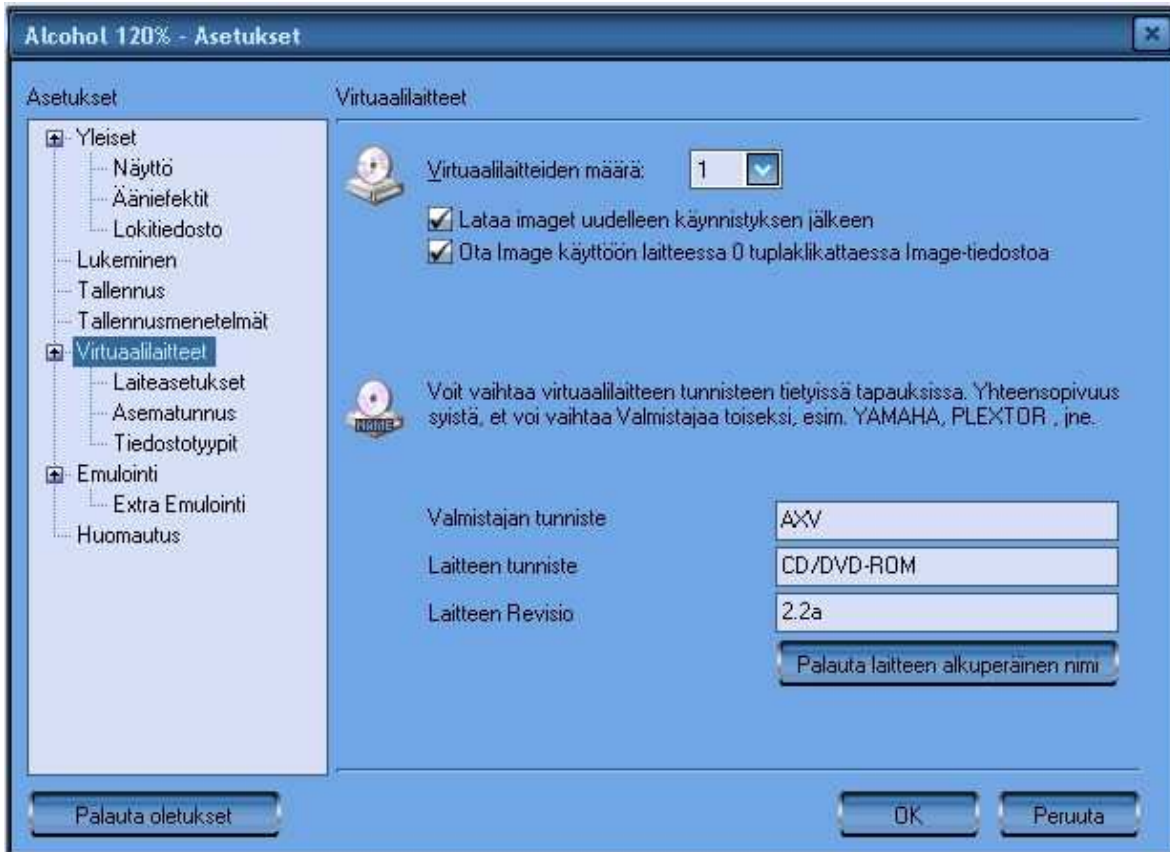 Alcohol 120% - Asetukset
Asetukset
Yleiset
Näyttö
Ääniefektit
Lokitiedosto
Lukeminen
Tallennus
Tallennusmenetelmät
Virtuaalilaitteet
Laiteasetukset
Asematunnus
Tiedostotyypit
Emulointi
Extra Emulointi
Huomautus
Virtuaalilaitteet
Virtuaalilaitteiden määrä: 1
Lataa imaget uudelleen käynnistyksen jälkeen
Ota Image käyttöön laitteessa 0 tuplaklikattaessa Image-tiedostoa
NAME
Voit vaihtaa virtuaalilaitteen tunnisteen tietyissä tapauksissa. Yhteensopivuus
syistä, et voi vaihtaa Valmistajaa toiseksi, esim. YAMAHA, PLEXTOR , jne.
Valmistajan tunniste AXV
Laitteen tunniste CD/DVD-ROM
Laitteen Revisio 2.2a
Palauta laitteen alkuperäinen nimi
Palauta oletukset
OK
Peruuta